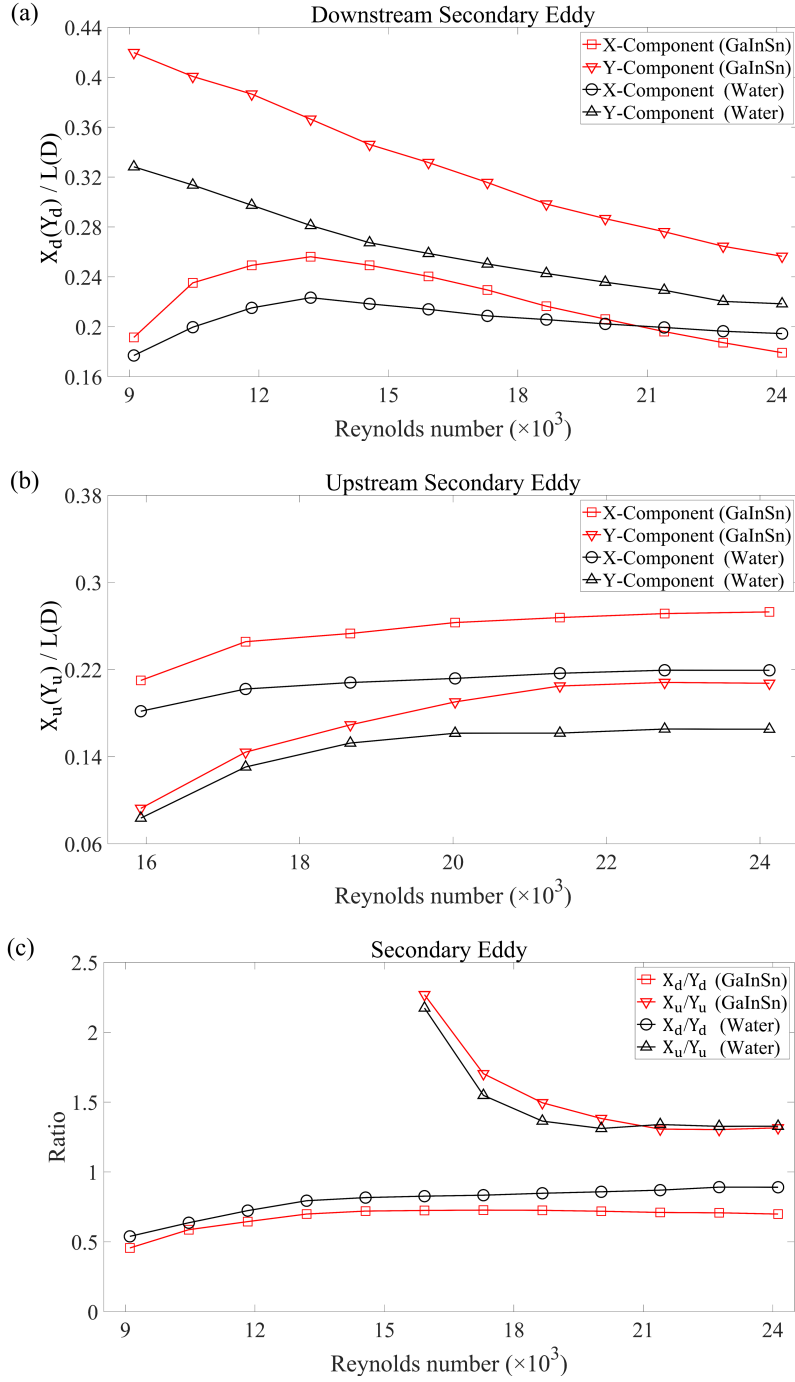 (a)
Downstream Secondary Eddy
X-Component (GaInSn)
Y-Component (GaInSn)
X-Component (Water)
Y-Component (Water)
0.44
0.4
0.36
0.32
0.28
0.24
0.2
0.16
X_d(Y_d) / L(D)
9 12 15 18 21 24
Reynolds number (×10³)
(b)
Upstream Secondary Eddy
X-Component (GaInSn)
Y-Component (GaInSn)
X-Component (Water)
Y-Component (Water)
0.38
0.3
0.22
0.14
0.06
X_u(Y_u) / L(D)
16 18 20 22 24
Reynolds number (×10³)
(c)
Secondary Eddy
X_d/Y_d (GaInSn)
X_u/Y_u (GaInSn)
X_d/Y_d (Water)
X_u/Y_u (Water)
2.5
2
1.5
1
0.5
0
Ratio
9 12 15 18 21 24
Reynolds number (×10³)